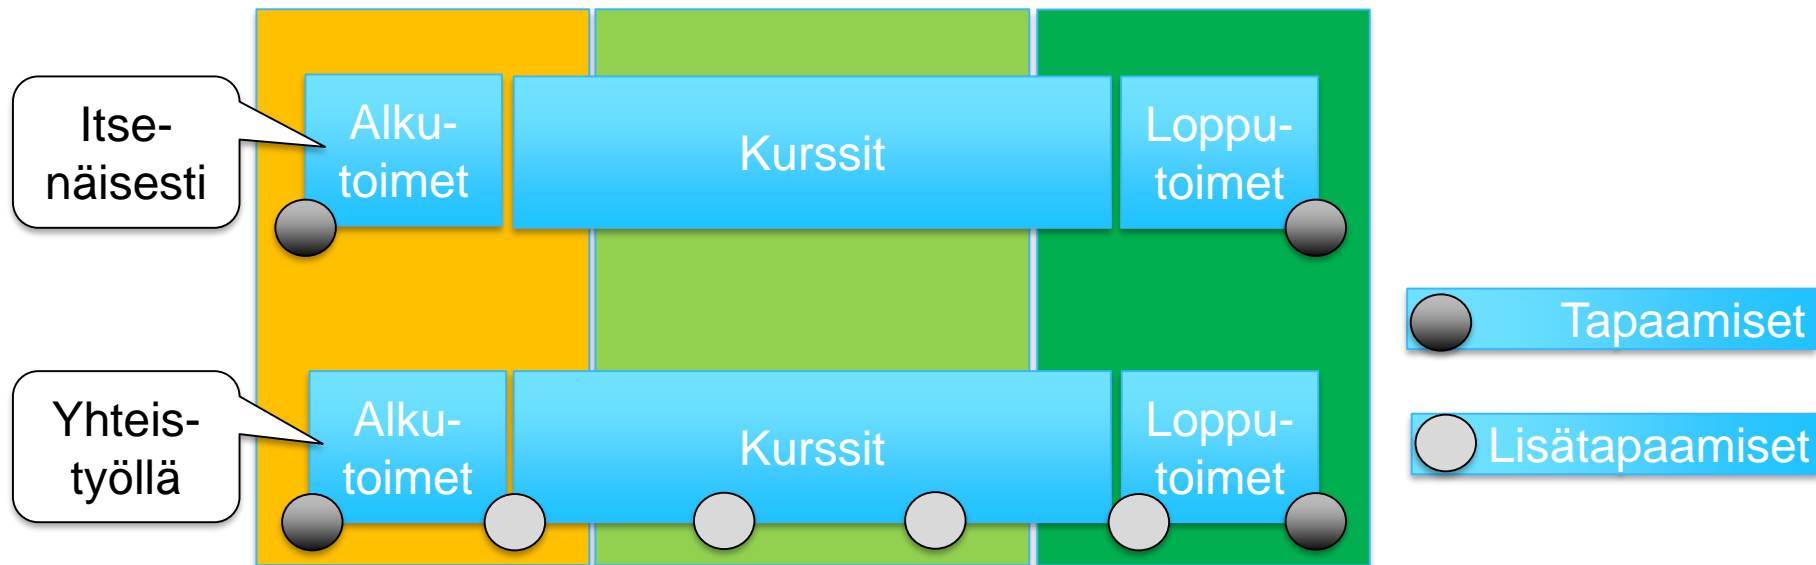 Itse-
näisesti
Alku-
toimet
Kurssit
Loppu-
toimet
Tapaamiset
Yhteis-
työllä
Alku-
toimet
Kurssit
Loppu-
toimet
Lisätapaamiset